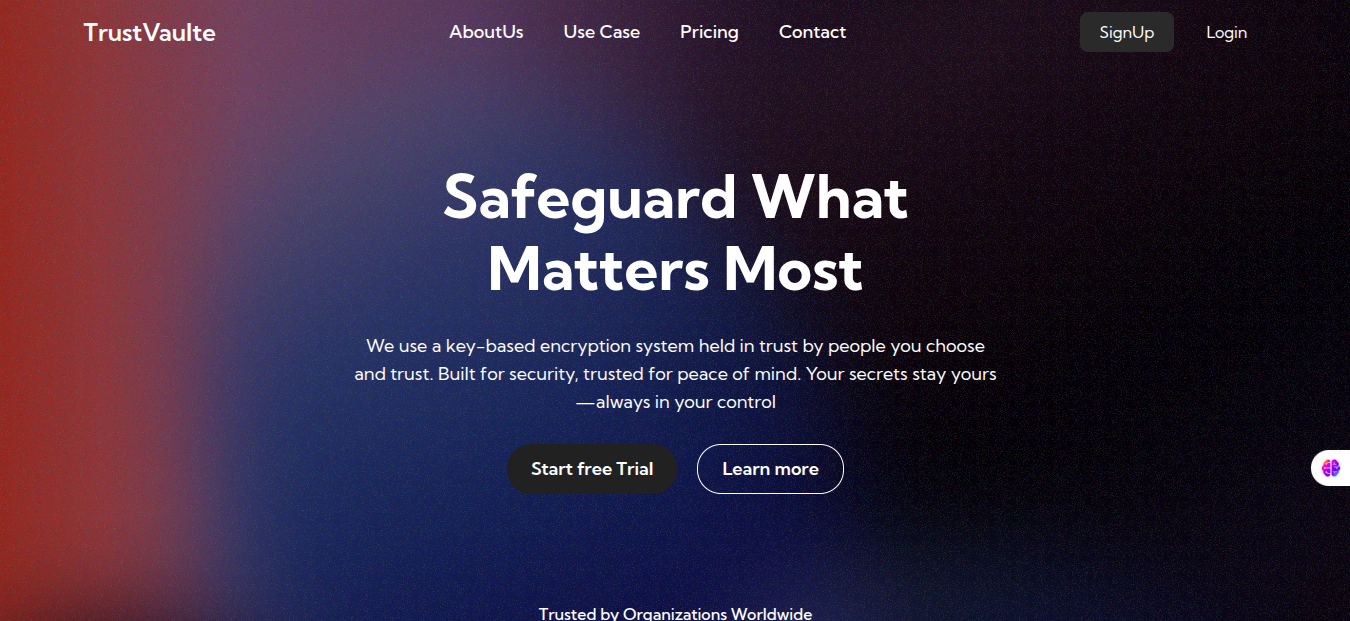 TrustVaulte
AboutUs
Use Case
Pricing
Contact
SignUp
Login
Safeguard What
Matters Most
We use a key-based encryption system held in trust by people you choose
and trust. Built for security, trusted for peace of mind. Your secrets stay yours
—always in your control
Start free Trial
Learn more
Trusted by Organizations Worldwide